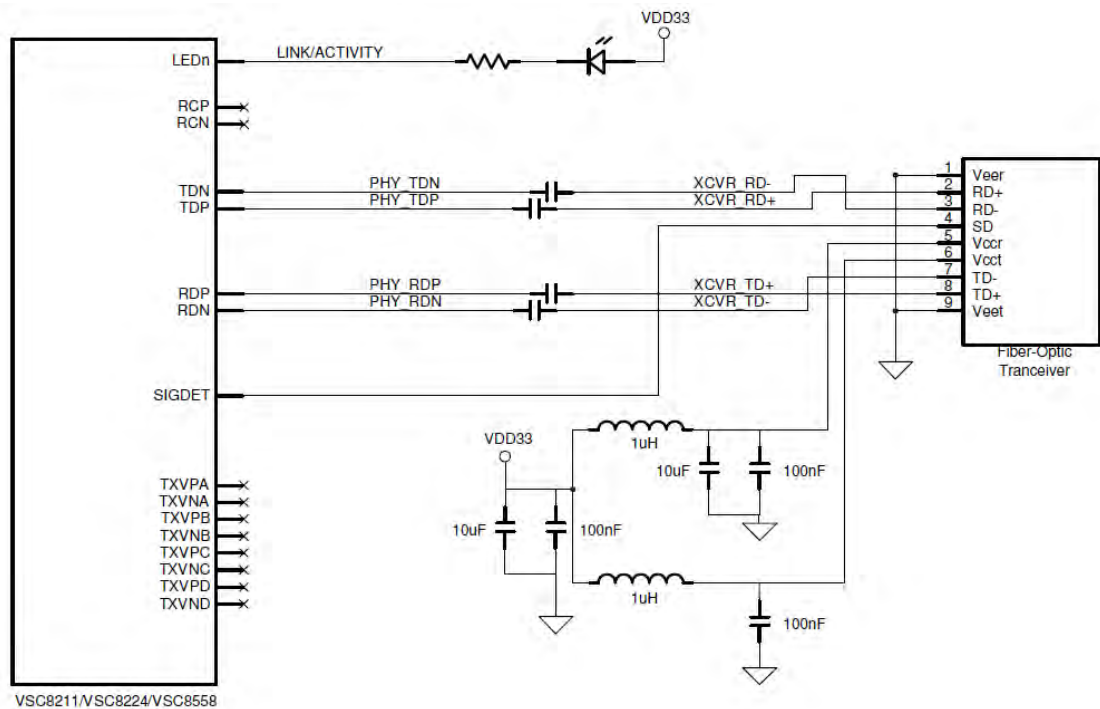 VDD33
LEDn
LINK/ACTIVITY
RCP
RCN
TDN
PHY_TDN
XCVR_RD-
TDP
PHY_TDP
XCVR_RD+
1
Veer
2
RD+
3
RD-
4
SD
5
Vccr
6
Vcct
7
TD-
8
TD+
9
Veet
Fiber-Optic
Tranceiver
RDP
PHY_RDP
XCVR_TD+
RDN
PHY_RDN
XCVR_TD-
SIGDET
VDD33
1uH
10uF
100nF
10uF
100nF
1uH
100nF
TXVPA
TXVNA
TXVPB
TXVNB
TXVPC
TXVNC
TXVPD
TXVND
VSC8211/VSC8224/VSC8558